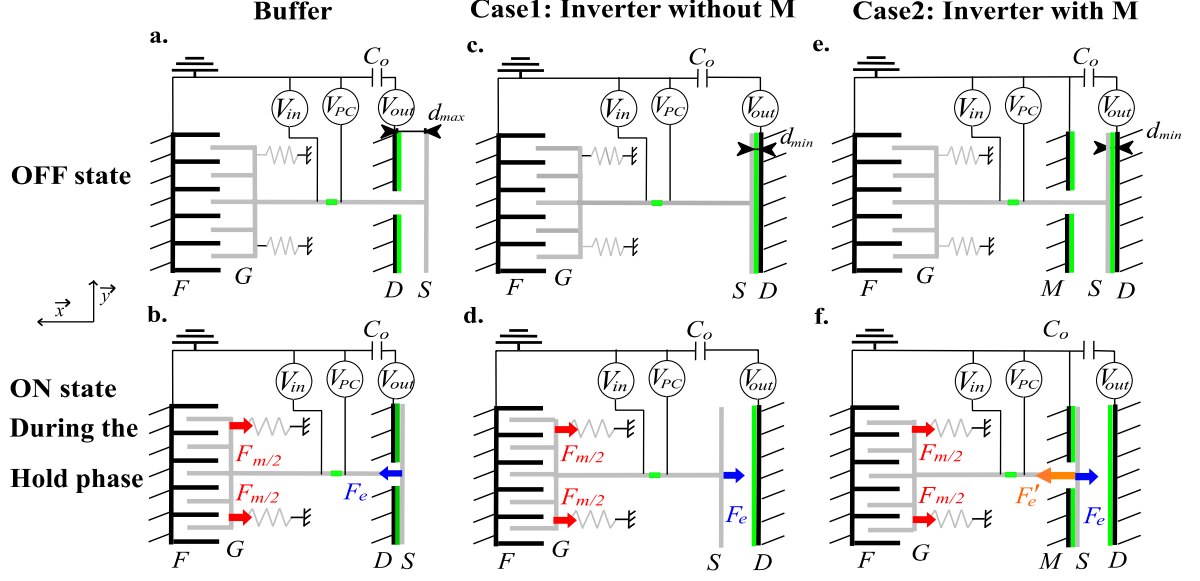 Buffer
Case1: Inverter without M
Case2: Inverter with M
a.
c.
e.
C_o
C_o
C_o
V_in
V_PC
V_out
d_max
V_in
V_PC
V_out
d_min
V_in
V_PC
V_out
d_min
OFF state
F
G
D
S
F
G
S
D
F
G
M
S
D
x
y
b.
d.
f.
C_o
C_o
C_o
V_in
V_PC
V_out
V_in
V_PC
V_out
V_in
V_PC
V_out
ON state
During the
Hold phase
F_m/2
F_m/2
F_e
F_m/2
F_m/2
F_e
F_m/2
F_m/2
F'_e
F_e
F
G
D
S
F
G
S
D
F
G
M
S
D